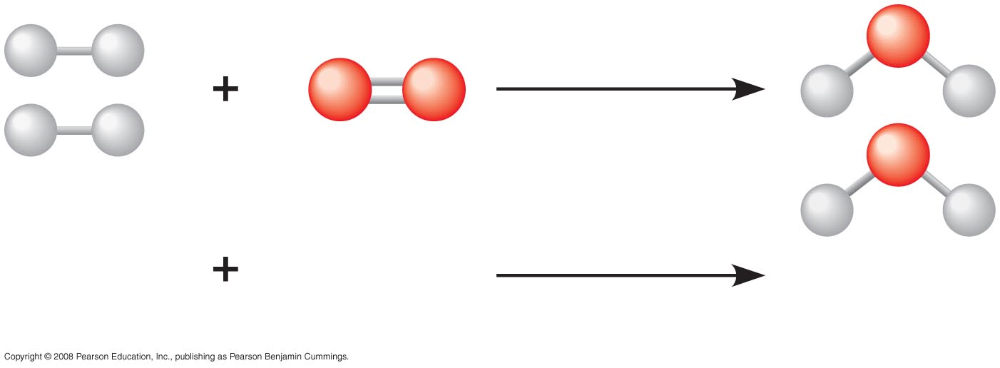 +
+
Copyright © 2008 Pearson Education, Inc., publishing as Pearson Benjamin Cummings.